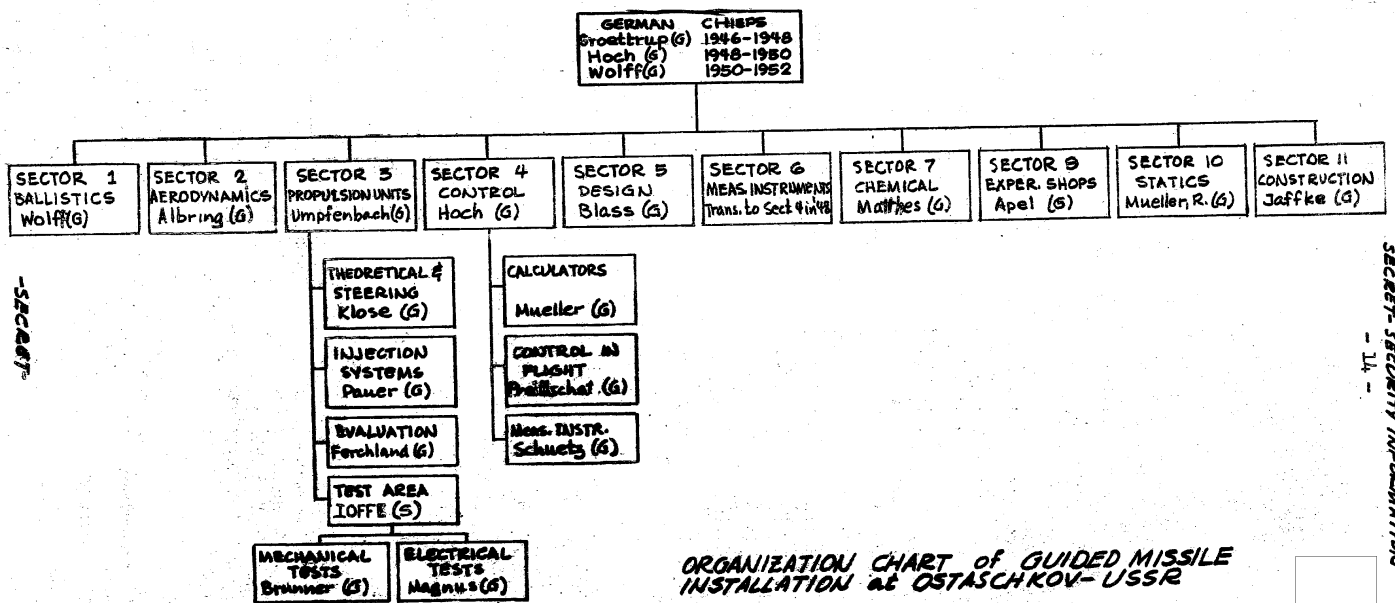 GERMAN CHIEFS
Groettrup(G) 1946-1948
Hoch (G) 1948-1950
Wolff(G) 1950-1952
SECTOR 1
BALLISTICS
Wolff(G)
SECTOR 2
AERODYNAMICS
Albring (G)
SECTOR 3
PROPULSION UNITS
Umpfenbach(G)
SECTOR 4
CONTROL
Hoch (G)
SECTOR 5
DESIGN
Blass (G)
SECTOR 6
MEAS. INSTRUMENTS
Trans. to Sect 4 in 48
SECTOR 7
CHEMICAL
Matthes (G)
SECTOR 9
EXPER. SHOPS
Apel (G)
SECTOR 10
STATICS
Mueller, R. (G)
SECTOR 11
CONSTRUCTION
Jaffke (G)
THEORETICAL &
STEERING
Klose (G)
INJECTION
SYSTEMS
Pauer (G)
EVALUATION
Ferchland (G)
TEST AREA
IOFFE (S)
MECHANICAL
TESTS
Brunner (G)
ELECTRICAL
TESTS
Magnus (G)
CALCULATORS
Mueller (G)
CONTROL IN
FLIGHT
(G)
Meas. INSTR.
Schuetz (G)
-SECRET-
SECRET-SECURITY INFORMATION
- 14 -
ORGANIZATION CHART of GUIDED MISSILE
INSTALLATION at OSTASCHKOV-USSR